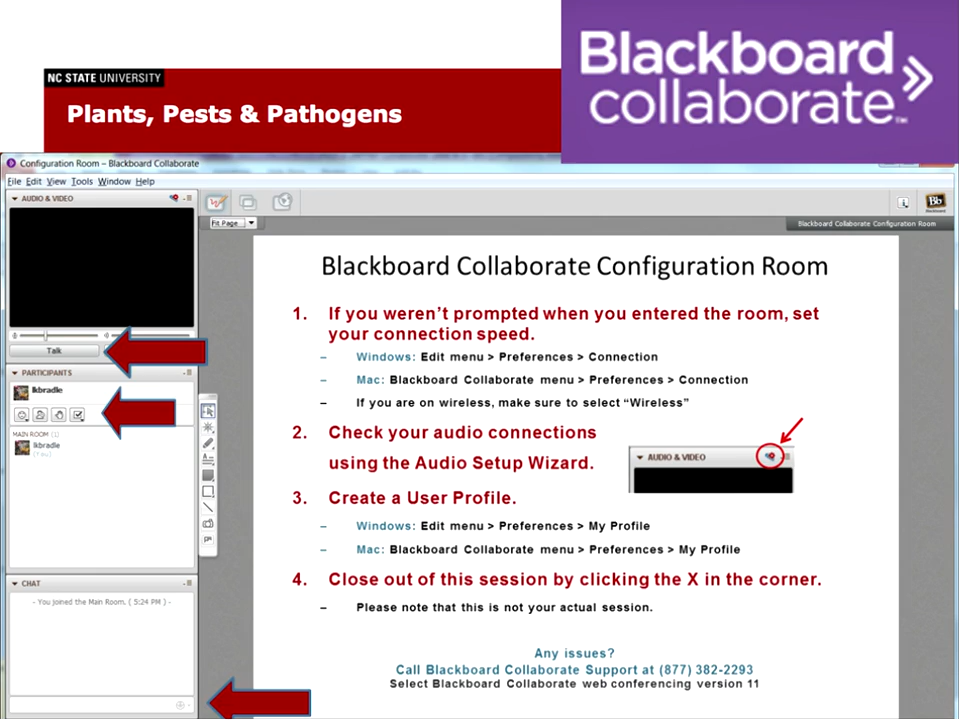 Blackboard
collaborate™
NC STATE UNIVERSITY
Plants, Pests & Pathogens
Configuration Room – Blackboard Collaborate
File Edit View Tools Window Help
AUDIO & VIDEO
Talk
PARTICIPANTS
lkbradle
MAIN ROOM (1)
lkbradle
(You)
CHAT
- You joined the Main Room. ( 5:24 PM ) -
Fit Page
Bb
Blackboard Collaborate Configuration Room
Blackboard Collaborate Configuration Room
1. If you weren’t prompted when you entered the room, set
your connection speed.
– Windows: Edit menu > Preferences > Connection
– Mac: Blackboard Collaborate menu > Preferences > Connection
– If you are on wireless, make sure to select “Wireless”
2. Check your audio connections
using the Audio Setup Wizard.
AUDIO & VIDEO
3. Create a User Profile.
– Windows: Edit menu > Preferences > My Profile
– Mac: Blackboard Collaborate menu > Preferences > My Profile
4. Close out of this session by clicking the X in the corner.
– Please note that this is not your actual session.
Any issues?
Call Blackboard Collaborate Support at (877) 382-2293
Select Blackboard Collaborate web conferencing version 11